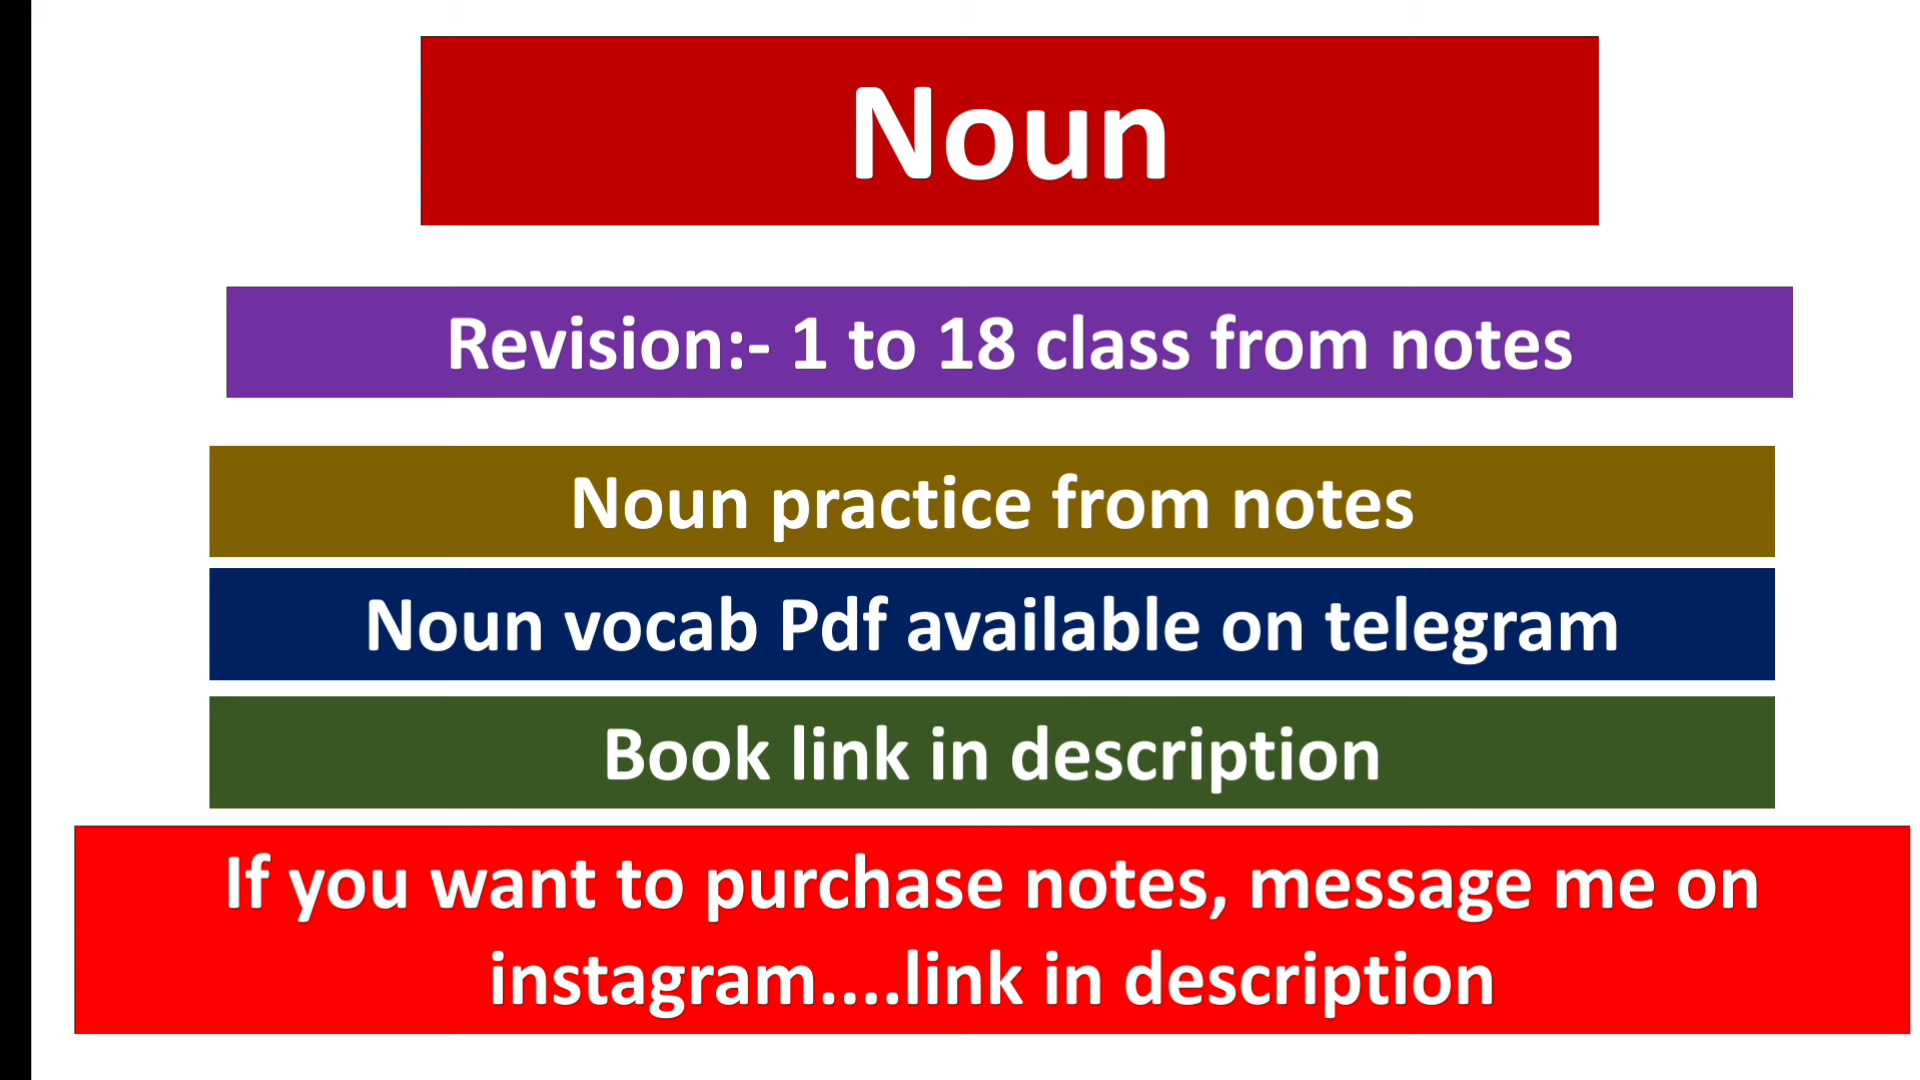 Noun
Revision:- 1 to 18 class from notes
Noun practice from notes
Noun vocab Pdf available on telegram
Book link in description
If you want to purchase notes, message me on
instagram....link in description